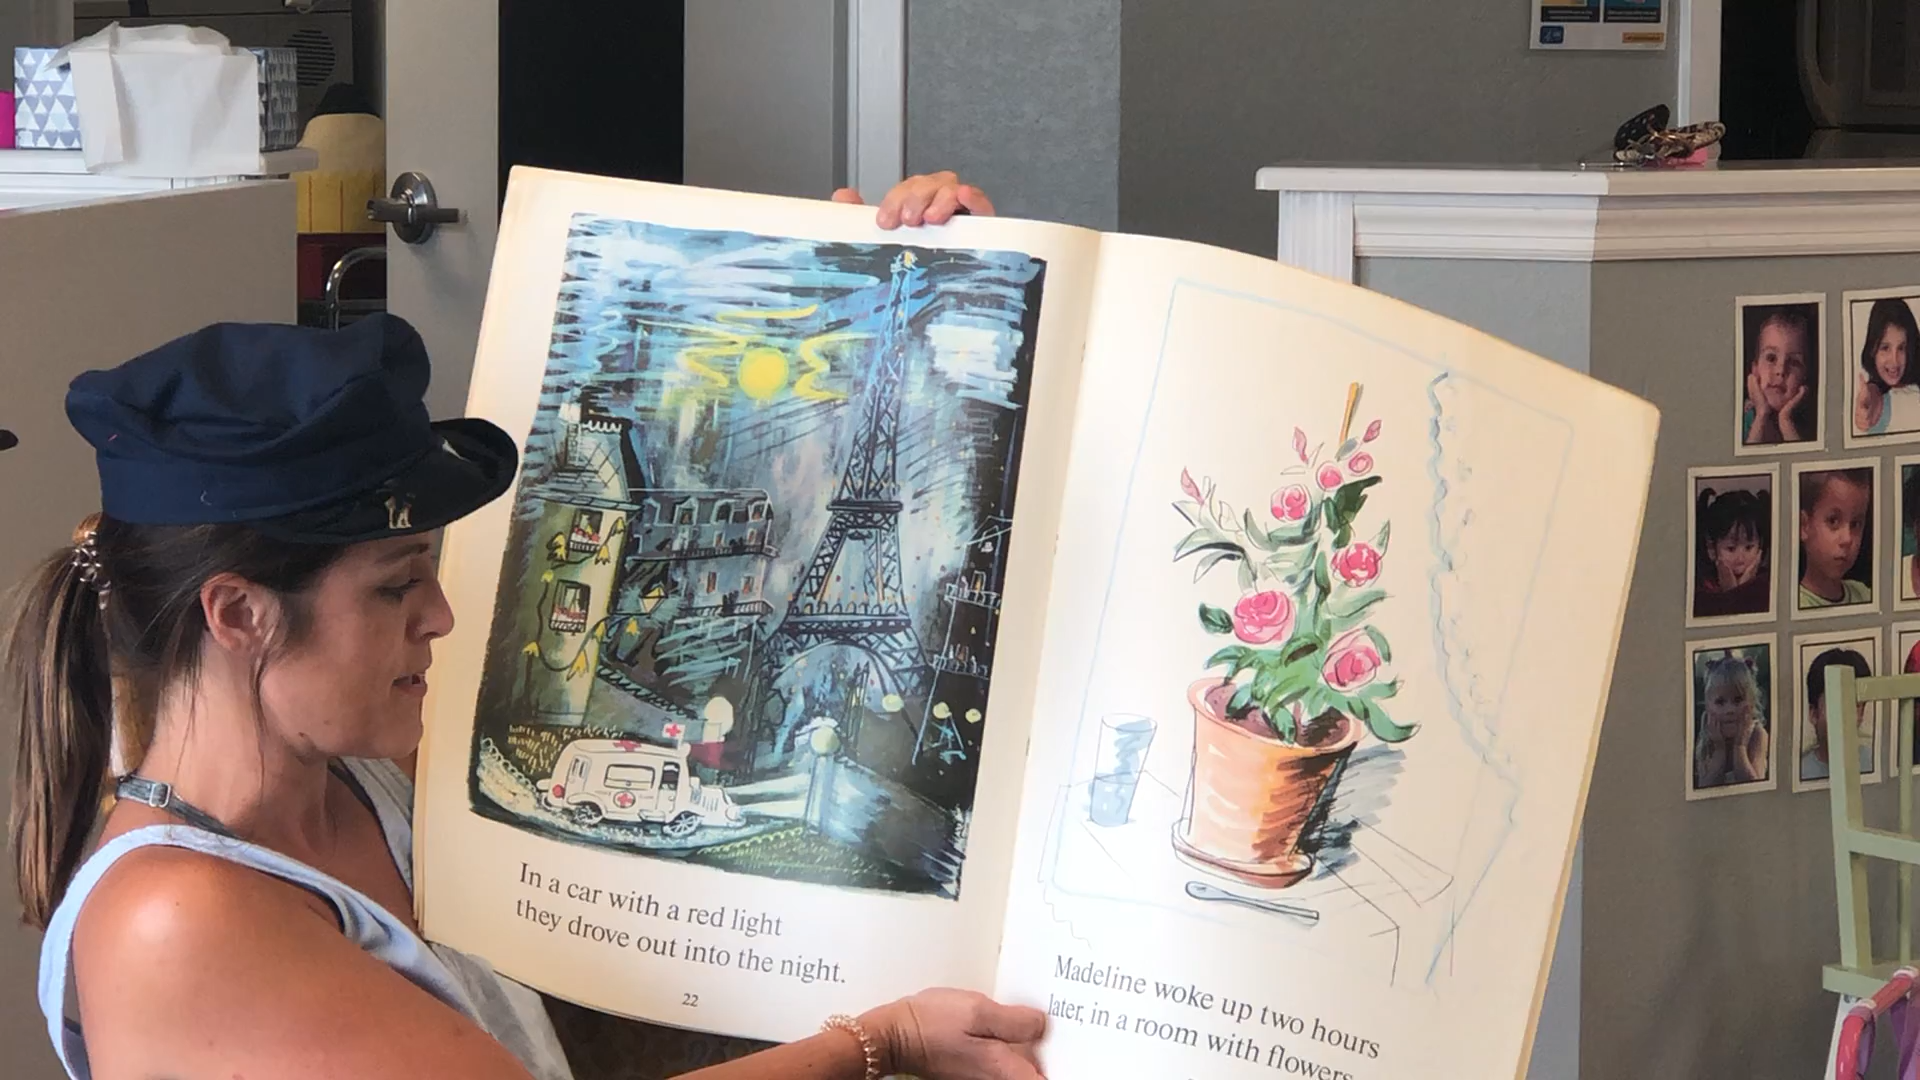 In a car with a red light
they drove out into the night.
22
Madeline woke up two hours
later, in a room with flowers